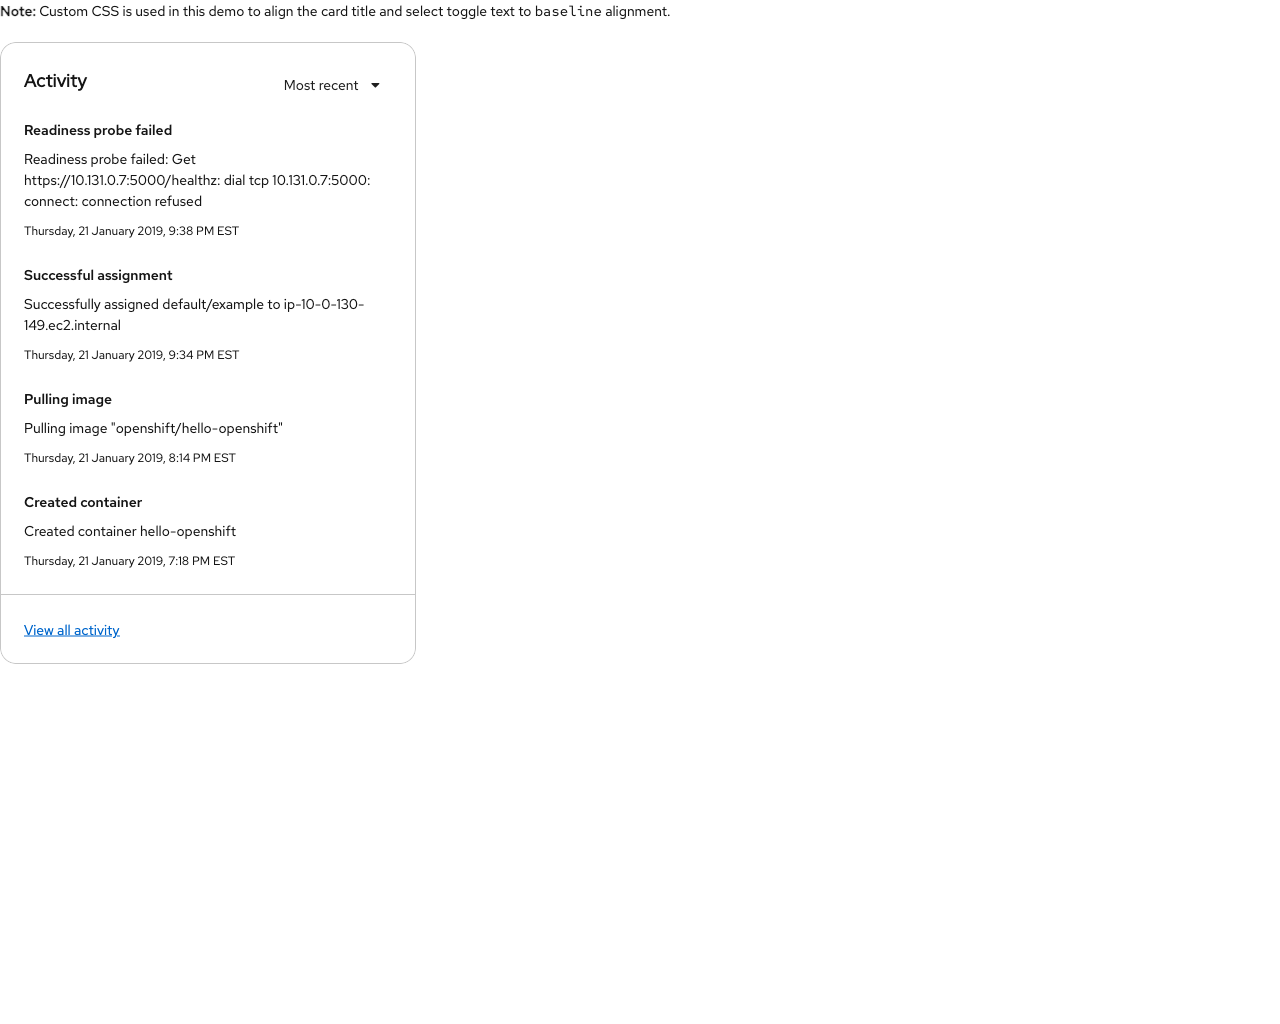 Note: Custom CSS is used in this demo to align the card title and select toggle text to baseline alignment.
Activity
Most recent
Readiness probe failed
Readiness probe failed: Get
https://10.131.0.7:5000/healthz: dial tcp 10.131.0.7:5000:
connect: connection refused
Thursday, 21 January 2019, 9:38 PM EST
Successful assignment
Successfully assigned default/example to ip-10-0-130-
149.ec2.internal
Thursday, 21 January 2019, 9:34 PM EST
Pulling image
Pulling image "openshift/hello-openshift"
Thursday, 21 January 2019, 8:14 PM EST
Created container
Created container hello-openshift
Thursday, 21 January 2019, 7:18 PM EST
View all activity